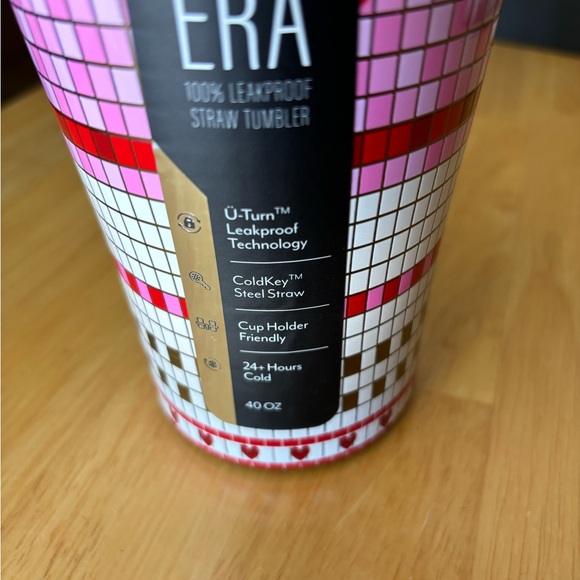 ERA
100% LEAKPROOF
STRAW TUMBLER
Ü-Turn™
Leakproof
Technology
ColdKey™
Steel Straw
Cup Holder
Friendly
24+ Hours
Cold
40 OZ